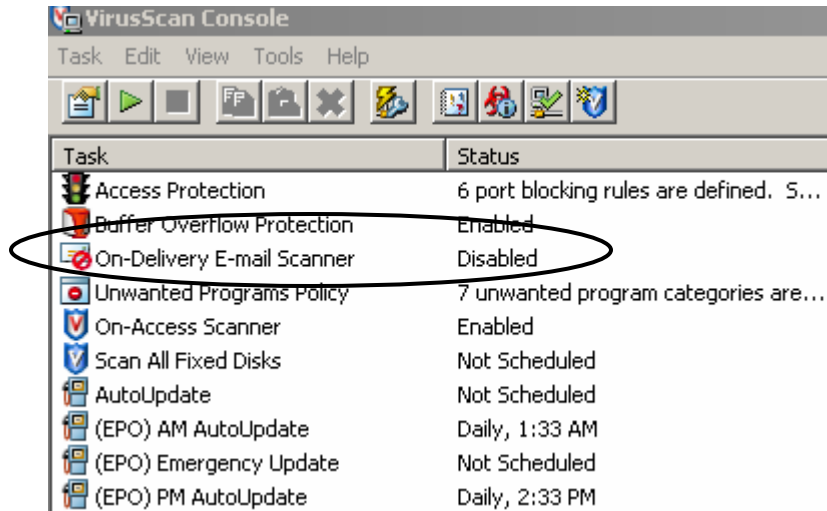 VirusScan Console
Task Edit View Tools Help
Task Status
Access Protection 6 port blocking rules are defined. S...
Buffer Overflow Protection Enabled
On-Delivery E-mail Scanner Disabled
Unwanted Programs Policy 7 unwanted program categories are...
On-Access Scanner Enabled
Scan All Fixed Disks Not Scheduled
AutoUpdate Not Scheduled
(EPO) AM AutoUpdate Daily, 1:33 AM
(EPO) Emergency Update Not Scheduled
(EPO) PM AutoUpdate Daily, 2:33 PM